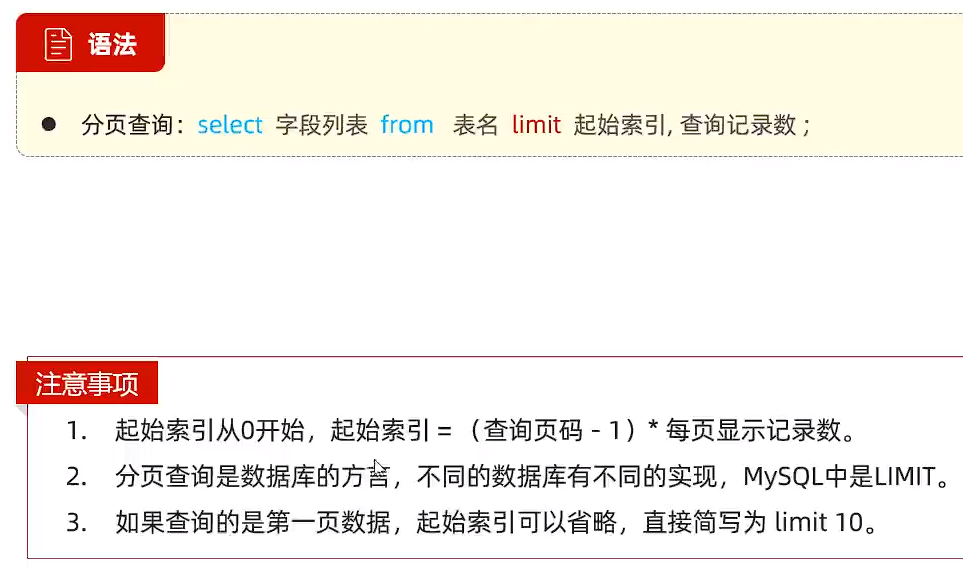 语法
● 分页查询：select 字段列表 from 表名 limit 起始索引, 查询记录数 ;
注意事项
1. 起始索引从0开始，起始索引 = （查询页码 - 1）* 每页显示记录数。
2. 分页查询是数据库的方言，不同的数据库有不同的实现，MySQL中是LIMIT。
3. 如果查询的是第一页数据，起始索引可以省略，直接简写为 limit 10。